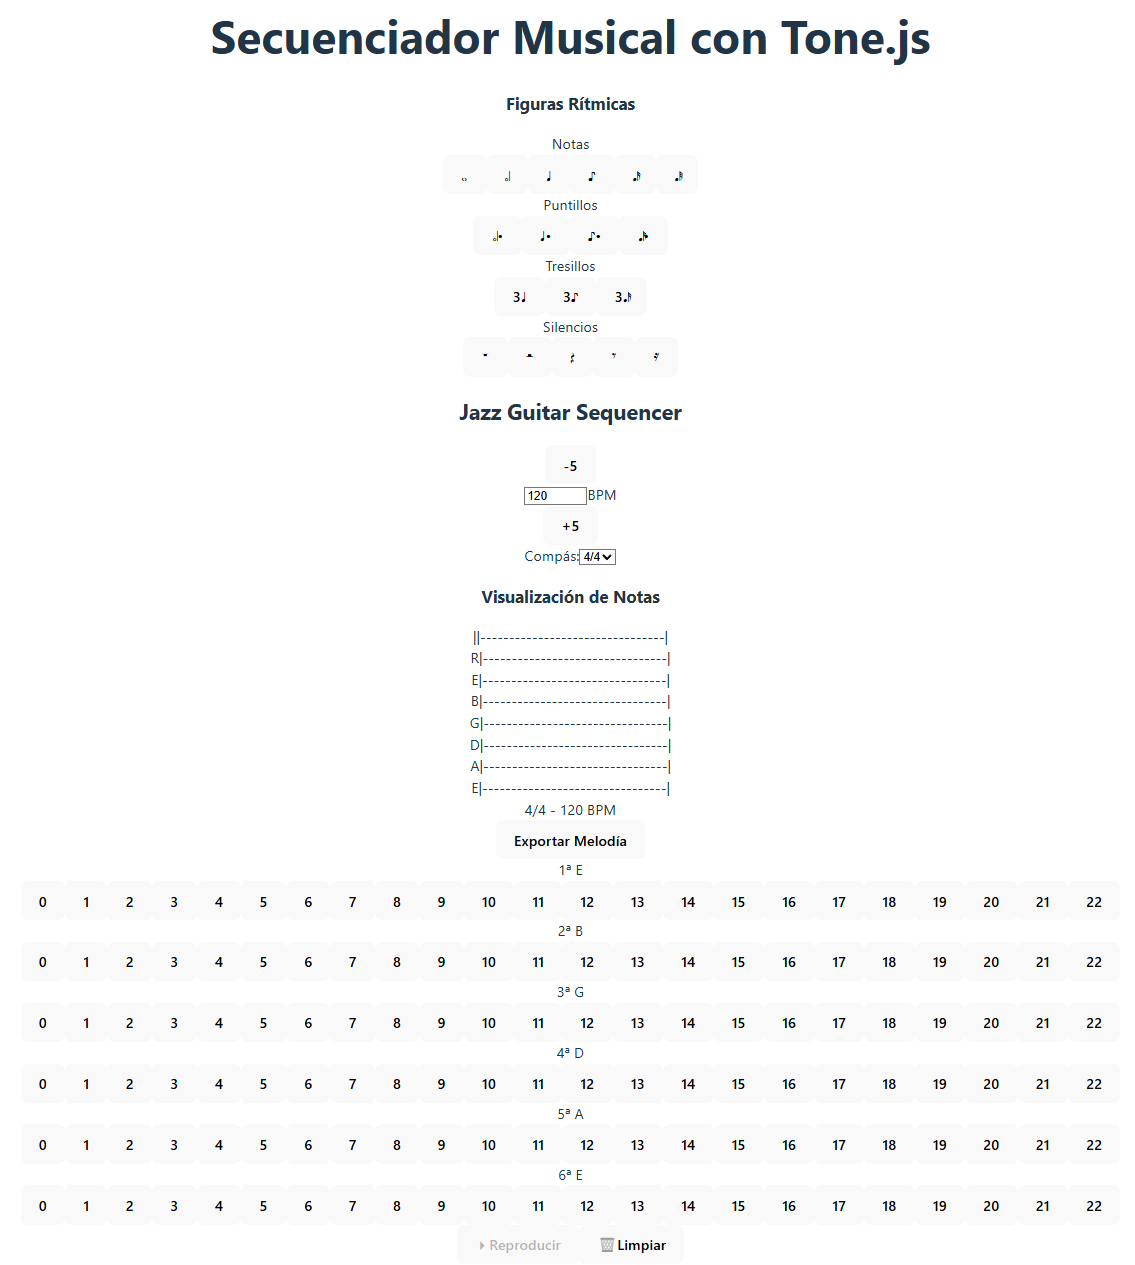 Secuenciador Musical con Tone.js
Figuras Rítmicas
Notas
𝅝 𝅗𝅥 𝅘𝅥 𝅘𝅥𝅮 𝅘𝅥𝅯 𝅘𝅥𝅰
Puntillos
𝅗𝅥• 𝅘𝅥• 𝅘𝅥𝅮• 𝅘𝅥𝅯•
Tresillos
3𝅘𝅥 3𝅘𝅥𝅮 3𝅘𝅥𝅯
Silencios
𝄻 𝄼 𝄽 𝄾 𝄿
Jazz Guitar Sequencer
-5
120 BPM
+5
Compás: 4/4
Visualización de Notas
||--------------------------------|
R|--------------------------------|
E|--------------------------------|
B|--------------------------------|
G|--------------------------------|
D|--------------------------------|
A|--------------------------------|
E|--------------------------------|
4/4 - 120 BPM
Exportar Melodía
1ª E
0 1 2 3 4 5 6 7 8 9 10 11 12 13 14 15 16 17 18 19 20 21 22
2ª B
0 1 2 3 4 5 6 7 8 9 10 11 12 13 14 15 16 17 18 19 20 21 22
3ª G
0 1 2 3 4 5 6 7 8 9 10 11 12 13 14 15 16 17 18 19 20 21 22
4ª D
0 1 2 3 4 5 6 7 8 9 10 11 12 13 14 15 16 17 18 19 20 21 22
5ª A
0 1 2 3 4 5 6 7 8 9 10 11 12 13 14 15 16 17 18 19 20 21 22
6ª E
0 1 2 3 4 5 6 7 8 9 10 11 12 13 14 15 16 17 18 19 20 21 22
⏵ Reproducir 🗑️ Limpiar